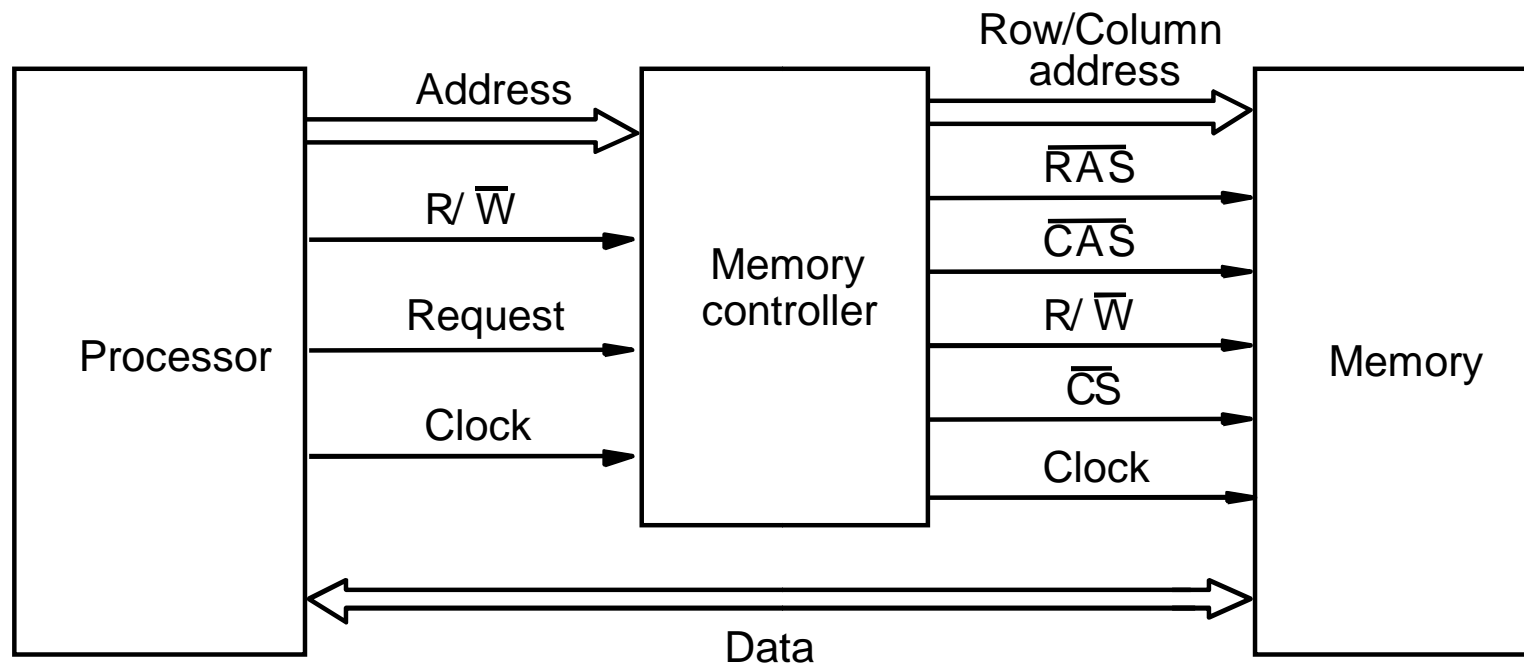 Row/Column
address
Address
RAS
R/ W
CAS
Memory
controller
Request
R/ W
Processor
Memory
CS
Clock
Clock
Data